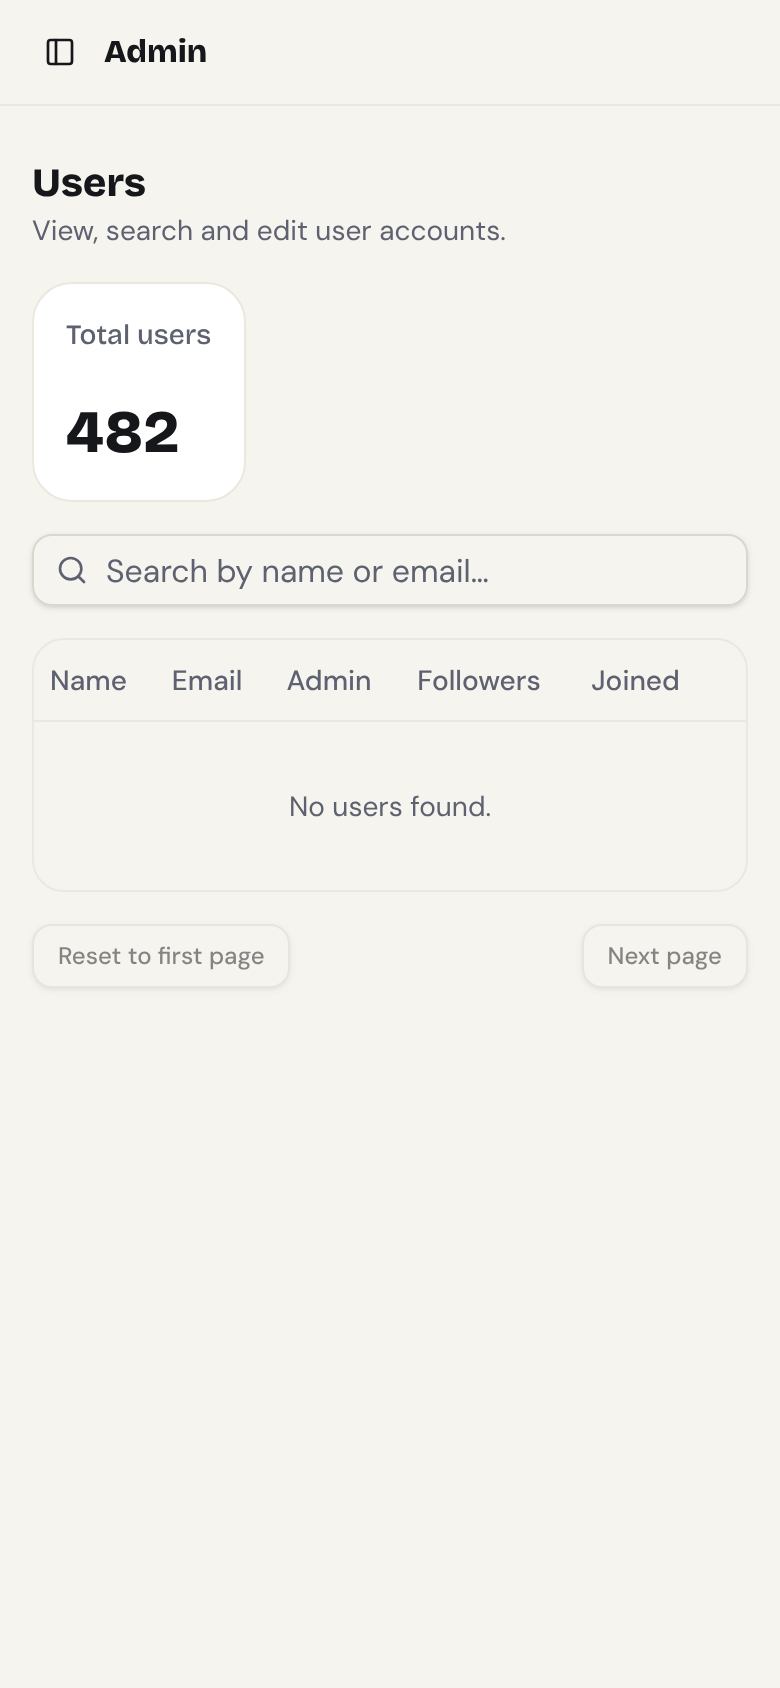 Admin
Users
View, search and edit user accounts.
Total users
482
Search by name or email...
Name Email Admin Followers Joined
No users found.
Reset to first page Next page